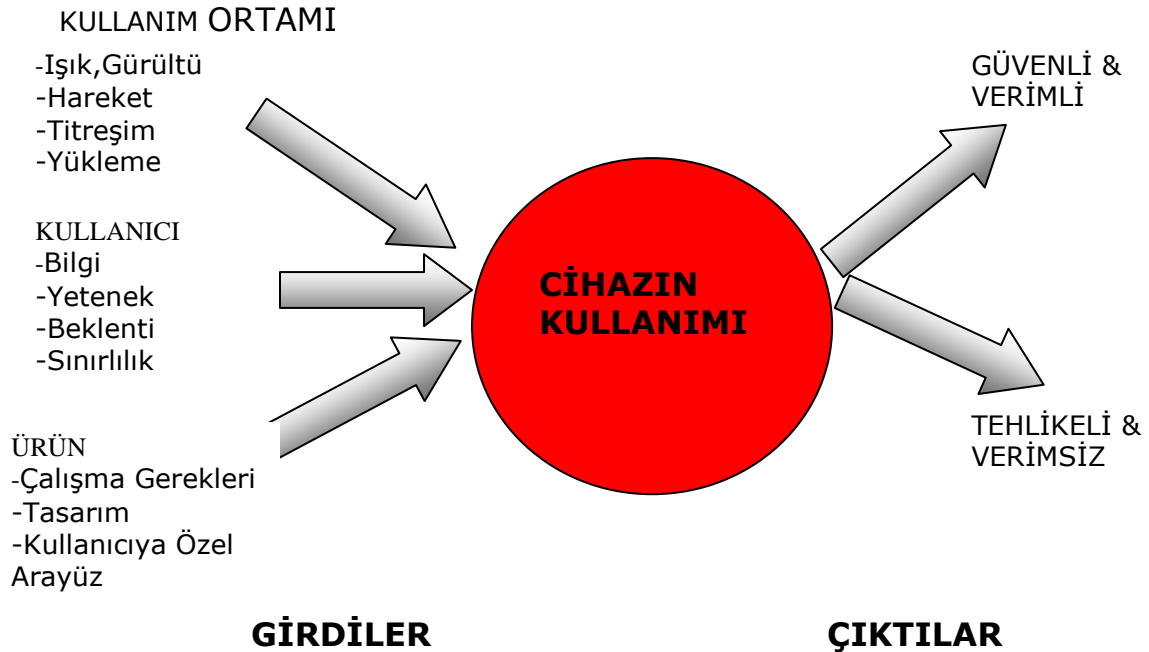 KULLANIM ORTAMI
-Işık,Gürültü
-Hareket
-Titreşim
-Yükleme
KULLANICI
-Bilgi
-Yetenek
-Beklenti
-Sınırlılık
ÜRÜN
-Çalışma Gerekleri
-Tasarım
-Kullanıcıya Özel
Arayüz
CİHAZIN
KULLANIMI
GÜVENLİ &
VERİMLİ
TEHLİKELİ &
VERİMSİZ
GİRDİLER
ÇIKTILAR